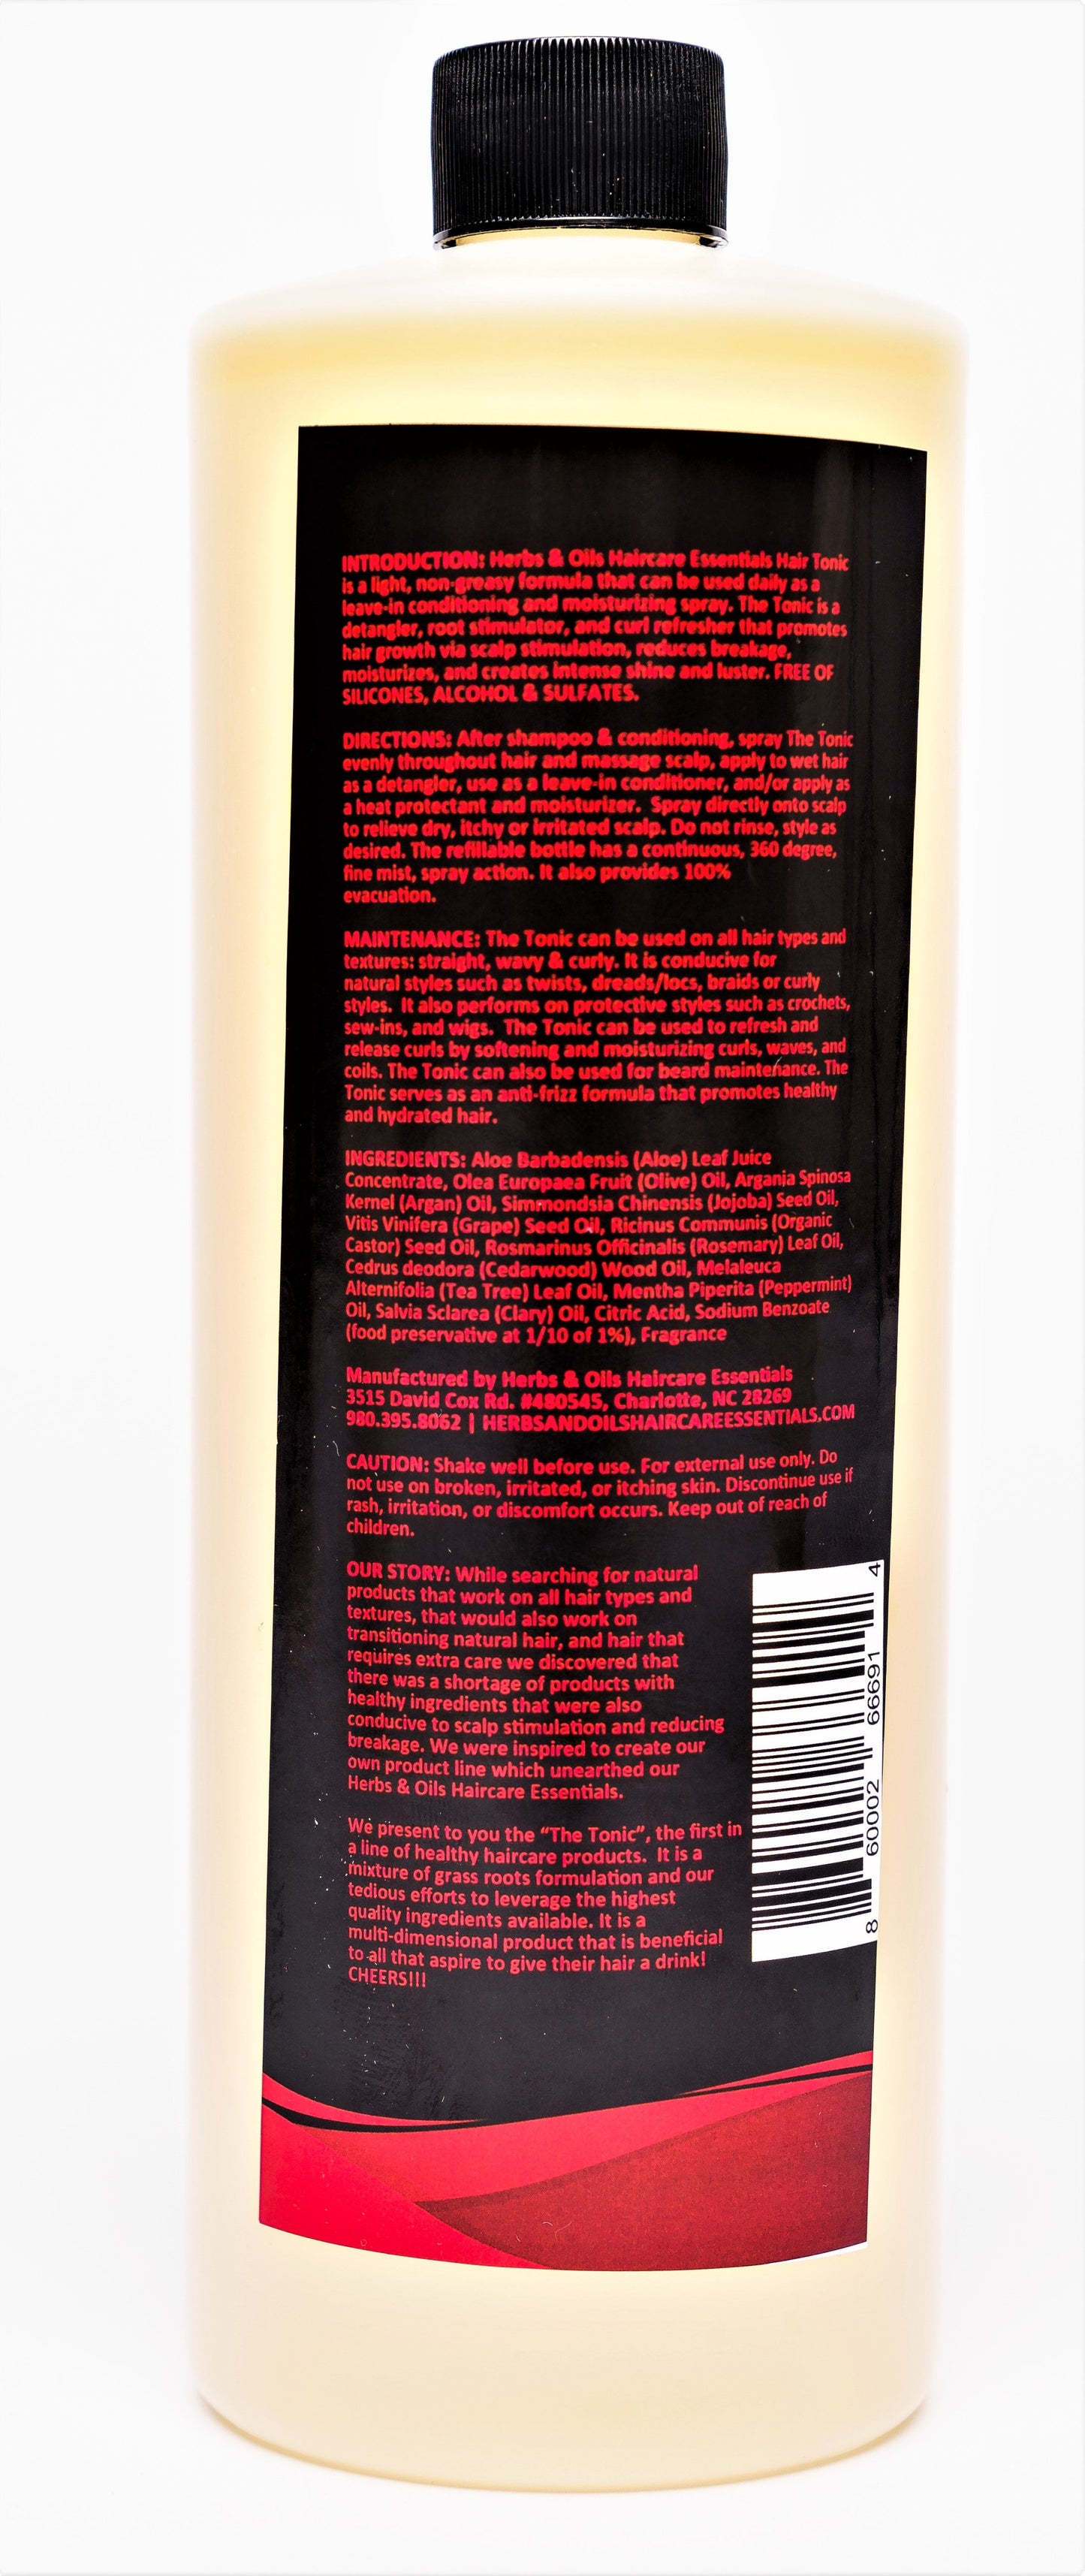 INTRODUCTION: Herbs & Oils Haircare Essentials Hair Tonic
is a light, non-greasy formula that can be used daily as a
leave-in conditioning and moisturizing spray. The Tonic is a
detangler, root stimulator, and curl refresher that promotes
hair growth via scalp stimulation, reduces breakage,
moisturizes, and creates intense shine and luster. FREE OF
SILICONES, ALCOHOL & SULFATES.
DIRECTIONS: After shampoo & conditioning, spray The Tonic
evenly throughout hair and massage scalp, apply to wet hair
as a detangler, use as a leave-in conditioner, and/or apply as
a heat protectant and moisturizer. Spray directly onto scalp
to relieve dry, itchy or irritated scalp. Do not rinse, style as
desired. The refillable bottle has a continuous, 360 degree,
fine mist, spray action. It also provides 100%
evacuation.
MAINTENANCE: The Tonic can be used on all hair types and
textures: straight, wavy & curly. It is conducive for
natural styles such as twists, dreads/locs, braids or curly
styles. It also performs on protective styles such as crochets,
sew-ins, and wigs. The Tonic can be used to refresh and
release curls by softening and moisturizing curls, waves, and
coils. The Tonic can also be used for beard maintenance. The
Tonic serves as an anti-frizz formula that promotes healthy
and hydrated hair.
INGREDIENTS: Aloe Barbadensis (Aloe) Leaf Juice
Concentrate, Olea Europaea Fruit (Olive) Oil, Argania Spinosa
Kernel (Argan) Oil, Simmondsia Chinensis (Jojoba) Seed Oil,
Vitis Vinifera (Grape) Seed Oil, Ricinus Communis (Organic
Castor) Seed Oil, Rosmarinus Officinalis (Rosemary) Leaf Oil,
Cedrus deodora (Cedarwood) Wood Oil, Melaleuca
Alternifolia (Tea Tree) Leaf Oil, Mentha Piperita (Peppermint)
Oil, Salvia Sclarea (Clary) Oil, Citric Acid, Sodium Benzoate
(food preservative at 1/10 of 1%), Fragrance
Manufactured by Herbs & Oils Haircare Essentials
3515 David Cox Rd. #480545, Charlotte, NC 28269
980.395.8062 | HERBSANDOILSHAIRCAREESSENTIALS.COM
CAUTION: Shake well before use. For external use only. Do
not use on broken, irritated, or itching skin. Discontinue use if
rash, irritation, or discomfort occurs. Keep out of reach of
children.
OUR STORY: While searching for natural
products that work on all hair types and
textures, that would also work on
transitioning natural hair, and hair that
requires extra care we discovered that
there was a shortage of products with
healthy ingredients that were also
conducive to scalp stimulation and reducing
breakage. We were inspired to create our
own product line which unearthed our
Herbs & Oils Haircare Essentials.
We present to you the “The Tonic”, the first in
a line of healthy haircare products. It is a
mixture of grass roots formulation and our
tedious efforts to leverage the highest
quality ingredients available. It is a
multi-dimensional product that is beneficial
to all that aspire to give their hair a drink!
CHEERS!!!
8 60002 66691 4